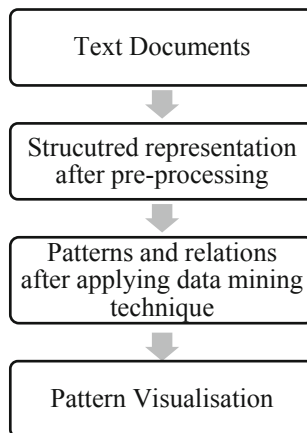 Text Documents
Strucutred representation
after pre-processing
Patterns and relations
after applying data mining
technique
Pattern Visualisation